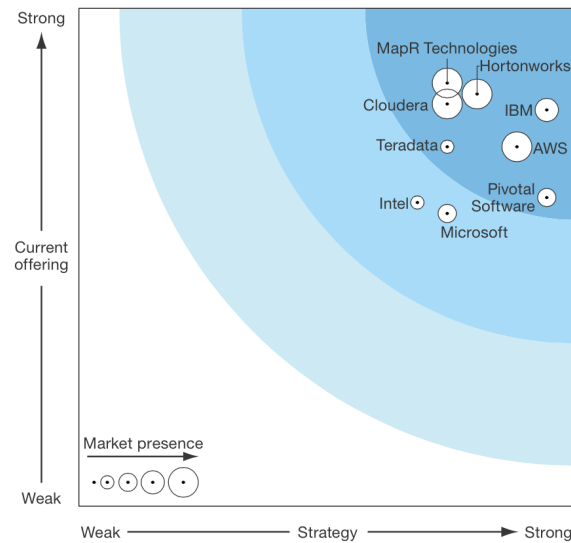 Strong
MapR Technologies
Hortonworks
Cloudera
IBM
Teradata
AWS
Intel
Pivotal
Software
Microsoft
Current
offering
Market presence
Weak
Weak
Strategy
Strong